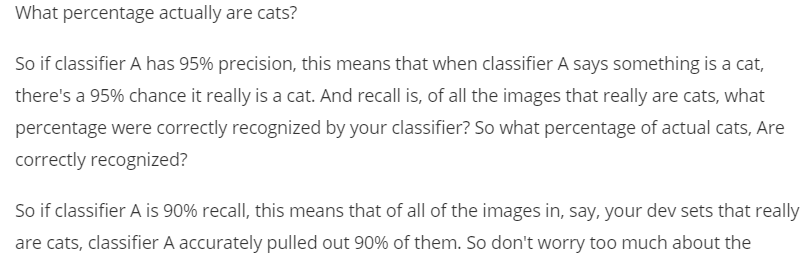 What percentage actually are cats?
So if classifier A has 95% precision, this means that when classifier A says something is a cat,
there's a 95% chance it really is a cat. And recall is, of all the images that really are cats, what
percentage were correctly recognized by your classifier? So what percentage of actual cats, Are
correctly recognized?
So if classifier A is 90% recall, this means that of all of the images in, say, your dev sets that really
are cats, classifier A accurately pulled out 90% of them. So don't worry too much about the